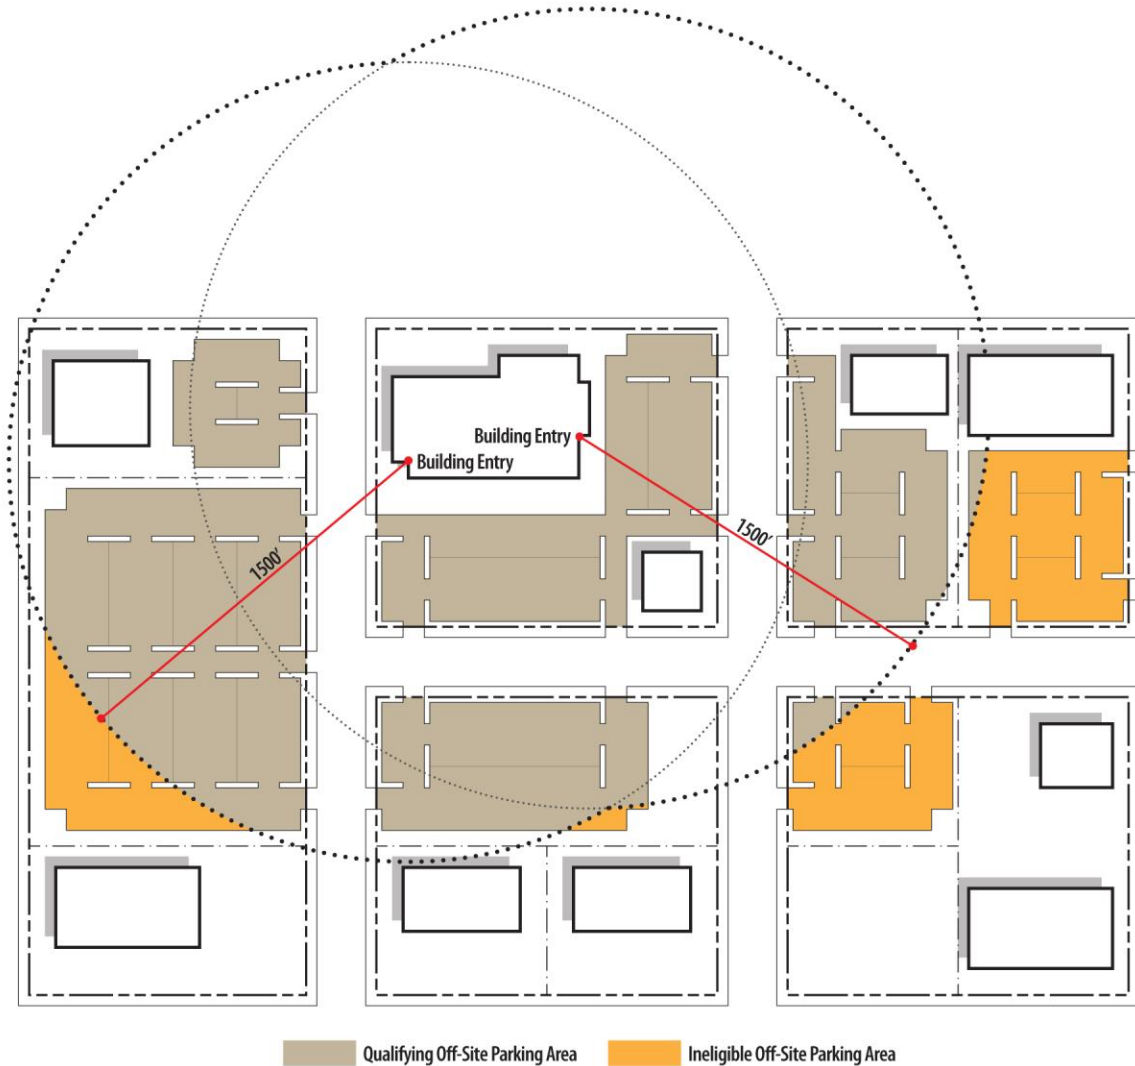 Building Entry
Building Entry
1500'
1500'
Qualifying Off-Site Parking Area
Ineligible Off-Site Parking Area